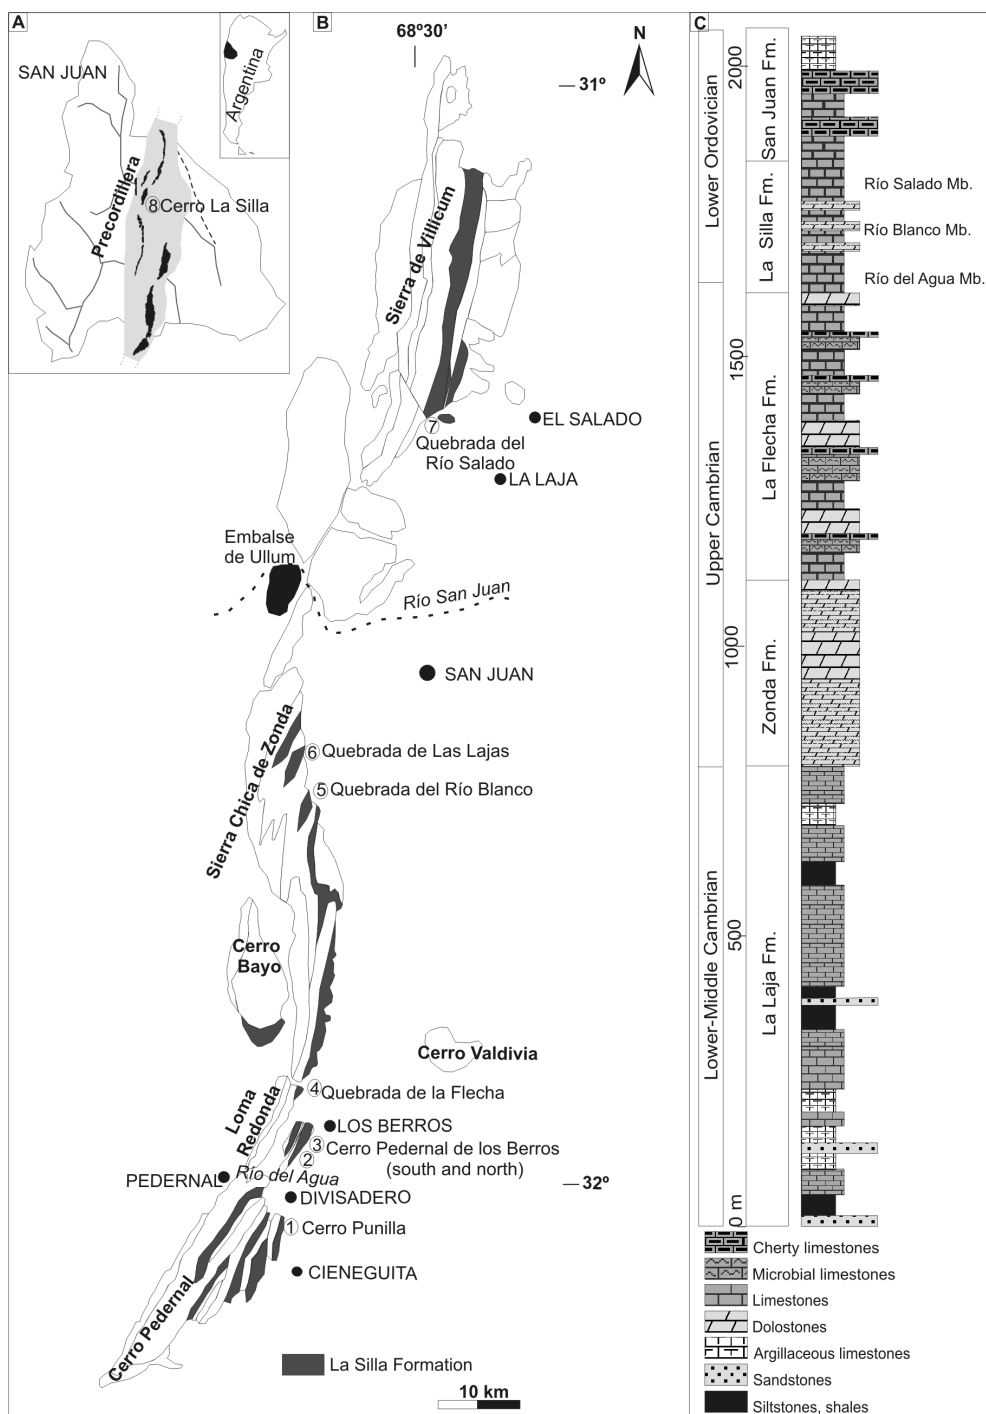 A
SAN JUAN
Argentina
Precordillera
8 Cerro La Silla
B
68º30'
N
31º
Sierra de Villicum
EL SALADO
7
Quebrada del
Río Salado
LA LAJA
Embalse
de Ullum
Río San Juan
SAN JUAN
Sierra Chica de Zonda
6 Quebrada de Las Lajas
5 Quebrada del Río Blanco
Cerro
Bayo
Cerro Valdivia
4 Quebrada de la Flecha
Loma
Redonda
LOS BERROS
3 Cerro Pedernal de los Berros
2 (south and north)
Río del Agua
PEDERNAL
32º
DIVISADERO
1 Cerro Punilla
CIENEGUITA
Cerro Pedernal
La Silla Formation
10 km
C
Lower Ordovician
Upper Cambrian
Lower-Middle Cambrian
2000
1500
1000
500
0 m
San Juan Fm.
La Silla Fm.
La Flecha Fm.
Zonda Fm.
La Laja Fm.
Río Salado Mb.
Río Blanco Mb.
Río del Agua Mb.
Cherty limestones
Microbial limestones
Limestones
Dolostones
Argillaceous limestones
Sandstones
Siltstones, shales